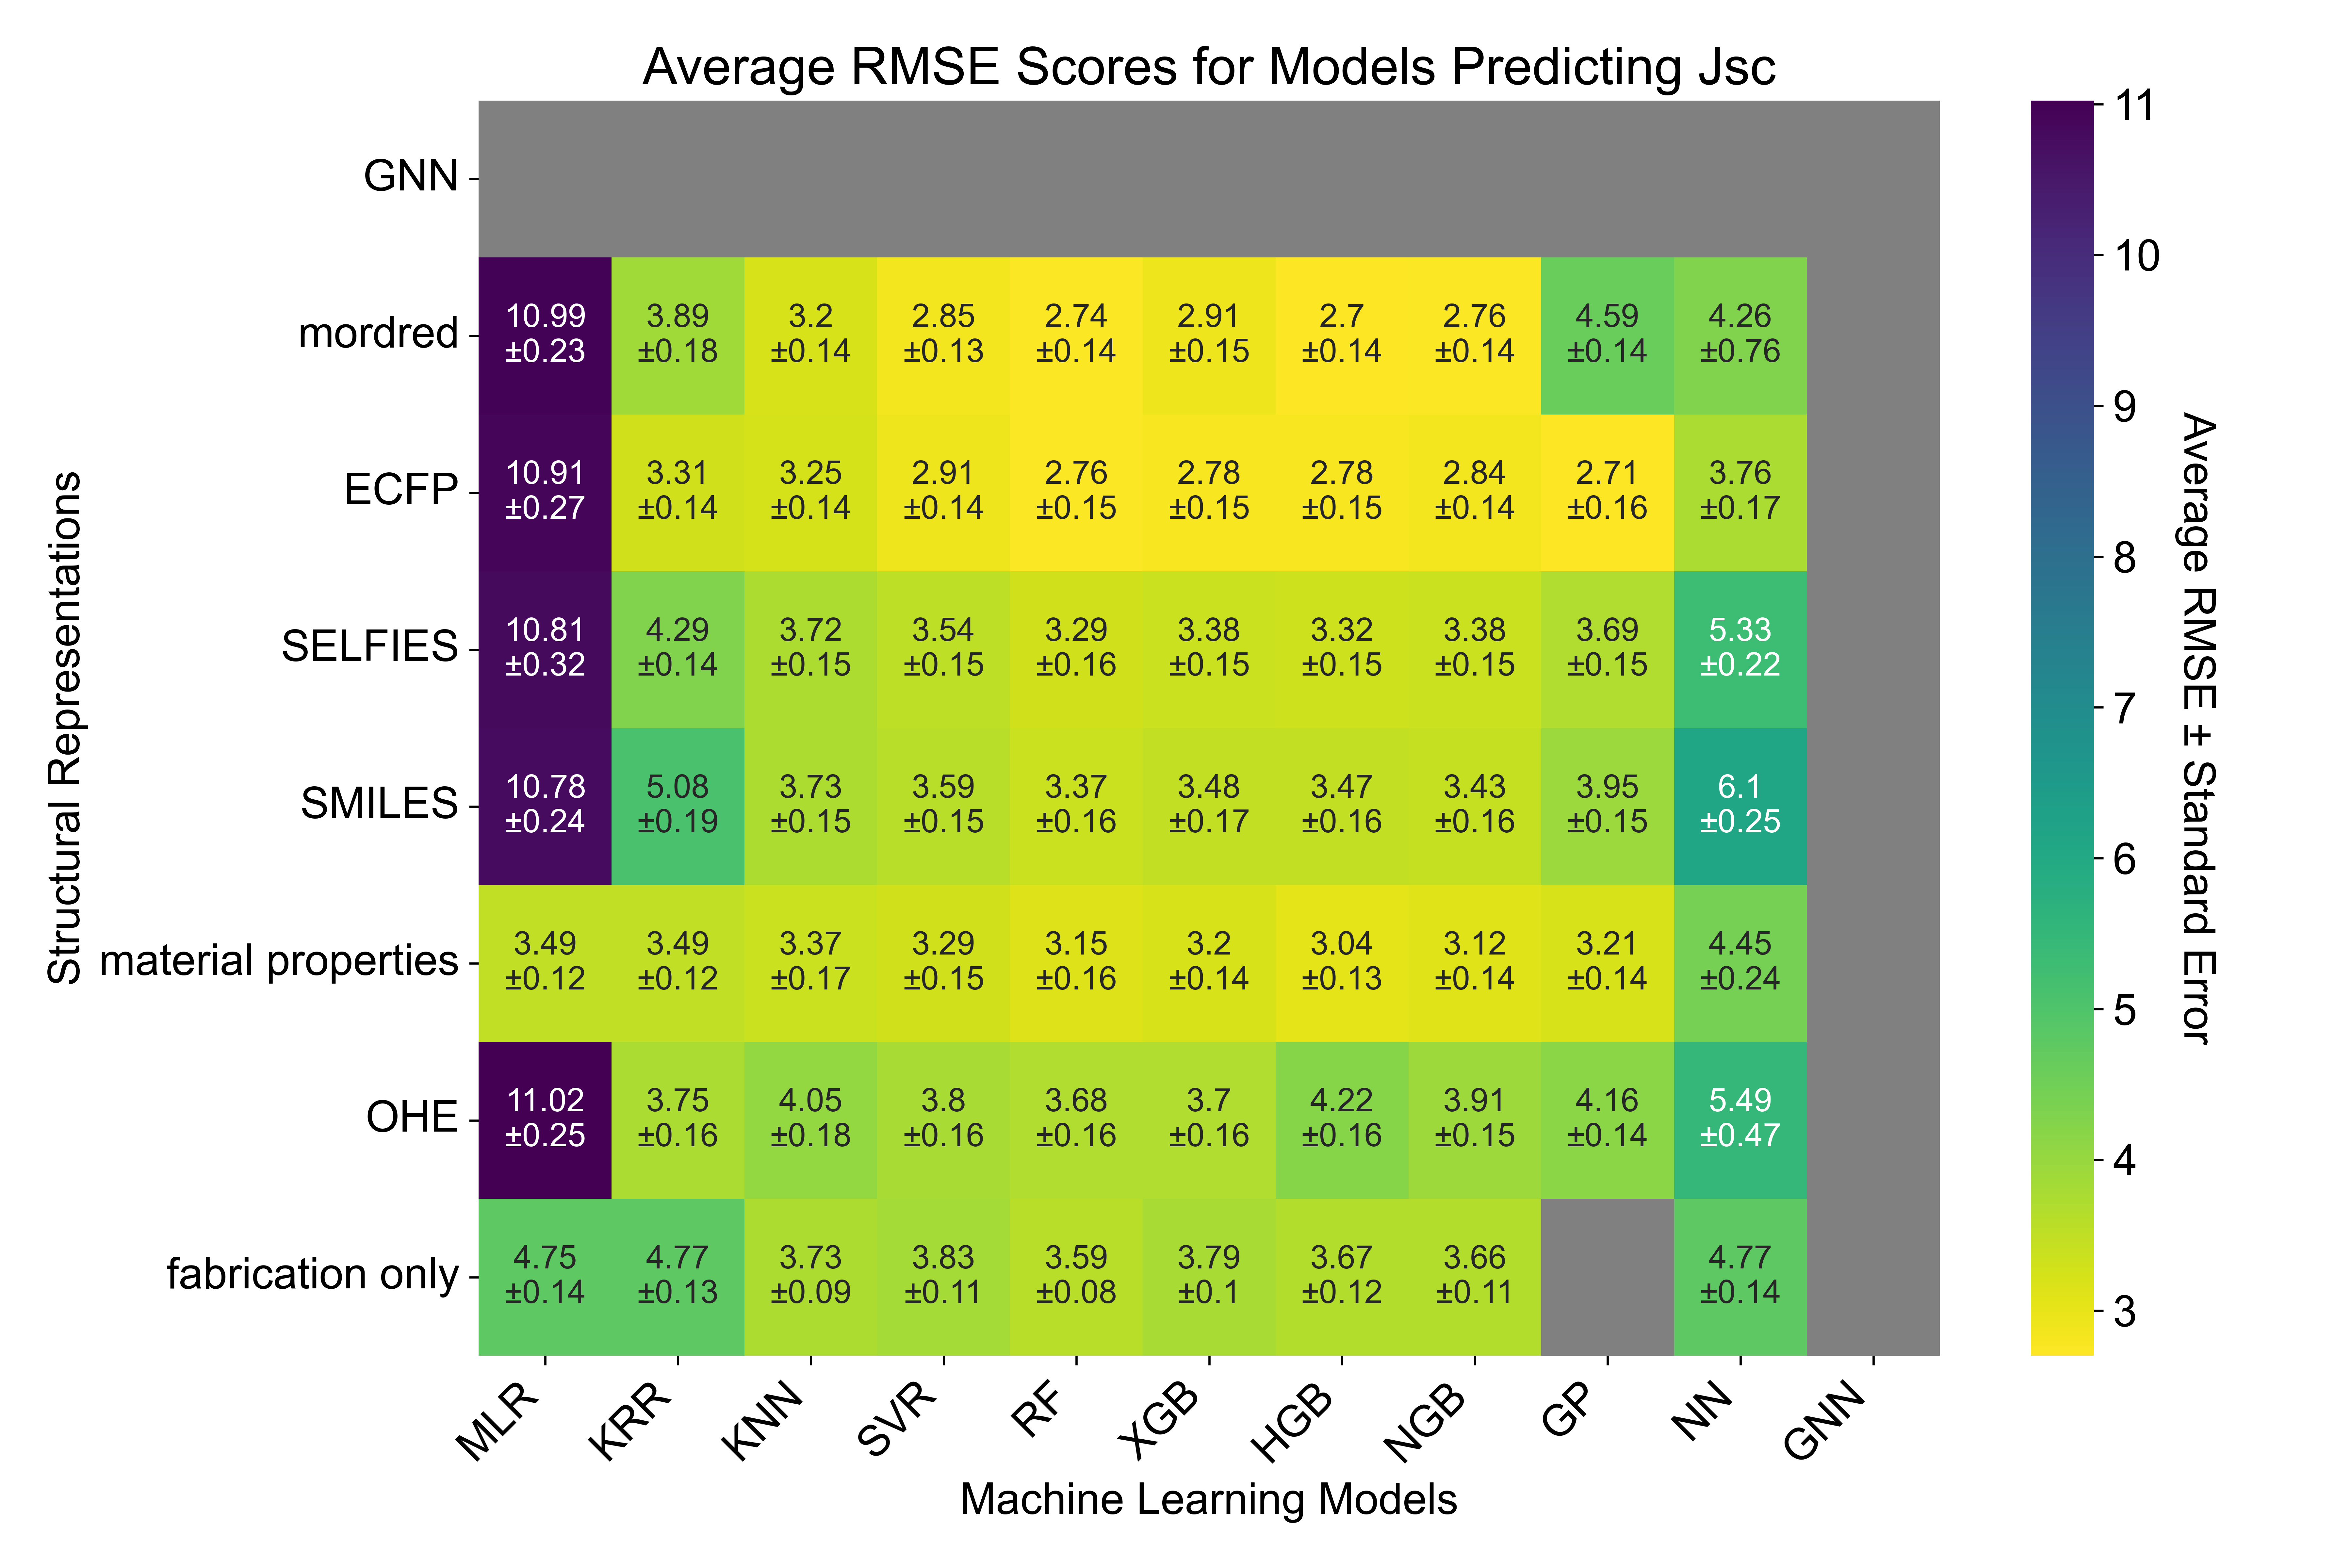 Average RMSE Scores for Models Predicting Jsc
GNN
mordred
10.99 3.89 3.2 2.85 2.74 2.91 2.7 2.76 4.59 4.26
±0.23 ±0.18 ±0.14 ±0.13 ±0.14 ±0.15 ±0.14 ±0.14 ±0.14 ±0.76
ECFP
10.91 3.31 3.25 2.91 2.76 2.78 2.78 2.84 2.71 3.76
±0.27 ±0.14 ±0.14 ±0.14 ±0.15 ±0.15 ±0.15 ±0.14 ±0.16 ±0.17
SELFIES
10.81 4.29 3.72 3.54 3.29 3.38 3.32 3.38 3.69 5.33
±0.32 ±0.14 ±0.15 ±0.15 ±0.16 ±0.15 ±0.15 ±0.15 ±0.15 ±0.22
SMILES
10.78 5.08 3.73 3.59 3.37 3.48 3.47 3.43 3.95 6.1
±0.24 ±0.19 ±0.15 ±0.15 ±0.16 ±0.17 ±0.16 ±0.16 ±0.15 ±0.25
material properties
3.49 3.49 3.37 3.29 3.15 3.2 3.04 3.12 3.21 4.45
±0.12 ±0.12 ±0.17 ±0.15 ±0.16 ±0.14 ±0.13 ±0.14 ±0.14 ±0.24
OHE
11.02 3.75 4.05 3.8 3.68 3.7 4.22 3.91 4.16 5.49
±0.25 ±0.16 ±0.18 ±0.16 ±0.16 ±0.16 ±0.16 ±0.15 ±0.14 ±0.47
fabrication only
4.75 4.77 3.73 3.83 3.59 3.79 3.67 3.66 4.77
±0.14 ±0.13 ±0.09 ±0.11 ±0.08 ±0.1 ±0.12 ±0.11 ±0.14
MLR KRR KNN SVR RF XGB HGB NGB GP NN GNN
Machine Learning Models
Structural Representations
11
10
9
8
7
6
5
4
3
Average RMSE ± Standard Error